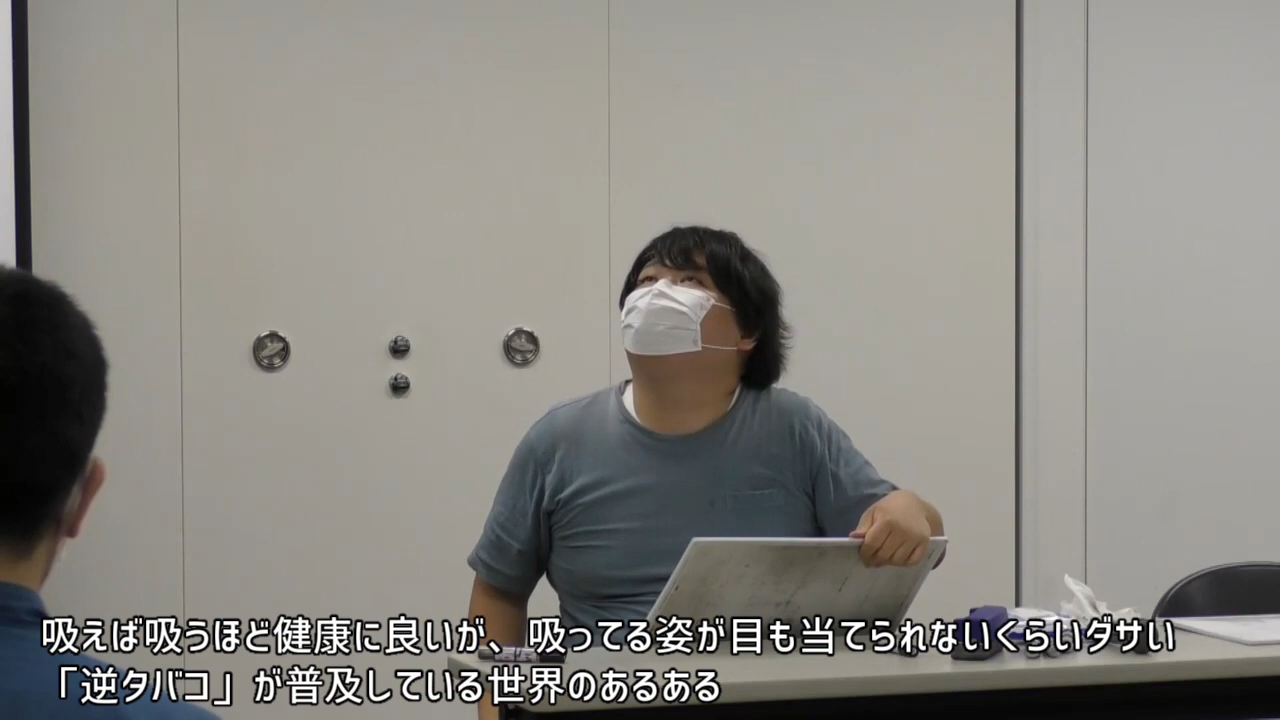 吸えば吸うほど健康に良いが、吸ってる姿が目も当てられないくらいダサい
「逆タバコ」が普及している世界のあるある